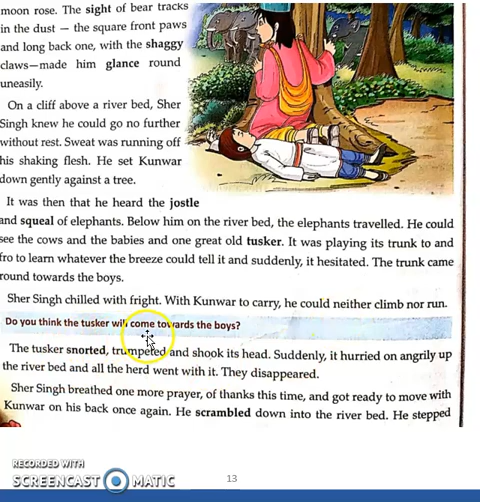 moon rose. The sight of bear tracks
in the dust — the square front paws
and long back one, with the shaggy
claws—made him glance round
uneasily.
On a cliff above a river bed, Sher
Singh knew he could go no further
without rest. Sweat was running off
his shaking flesh. He set Kunwar
down gently against a tree.
It was then that he heard the jostle
and squeal of elephants. Below him on the river bed, the elephants travelled. He could
see the cows and the babies and one great old tusker. It was playing its trunk to and
fro to learn whatever the breeze could tell it and suddenly, it hesitated. The trunk came
round towards the boys.
Sher Singh chilled with fright. With Kunwar to carry, he could neither climb nor run.
Do you think the tusker will come towards the boys?
The tusker snorted, trumpeted and shook its head. Suddenly, it hurried on angrily up
the river bed and all the herd went with it. They disappeared.
Sher Singh breathed one more prayer, of thanks this time, and got ready to move with
Kunwar on his back once again. He scrambled down into the river bed. He stepped
RECORDED WITH
SCREENCAST MATIC
13